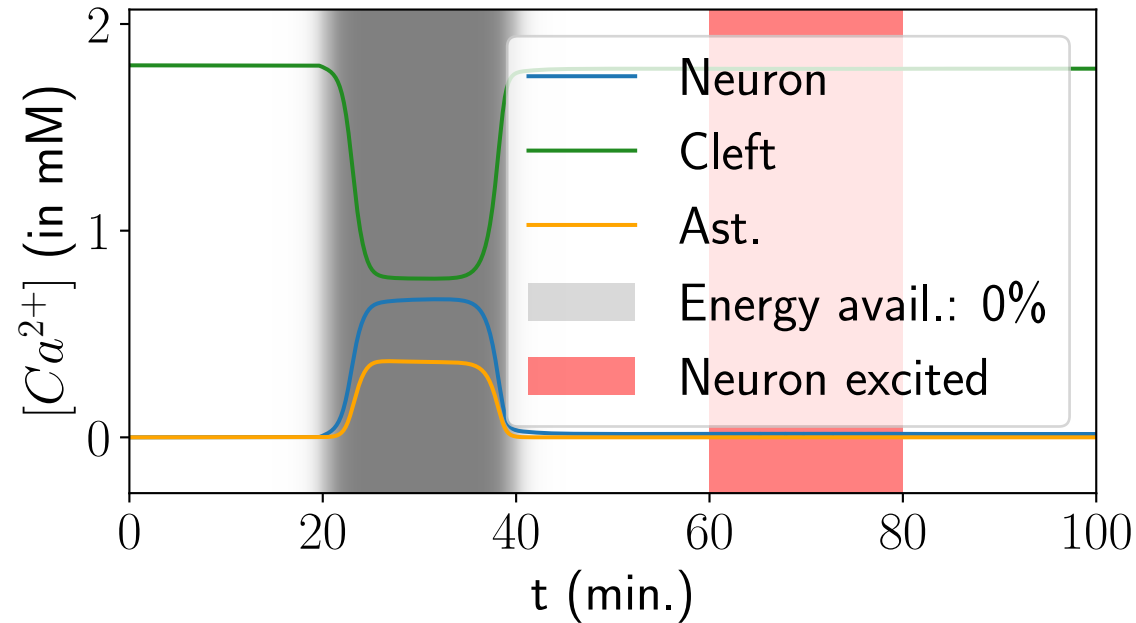 2
1
0
[Ca²⁺] (in mM)
Neuron
Cleft
Ast.
Energy avail.: 0%
Neuron excited
0 20 40 60 80 100
t (min.)